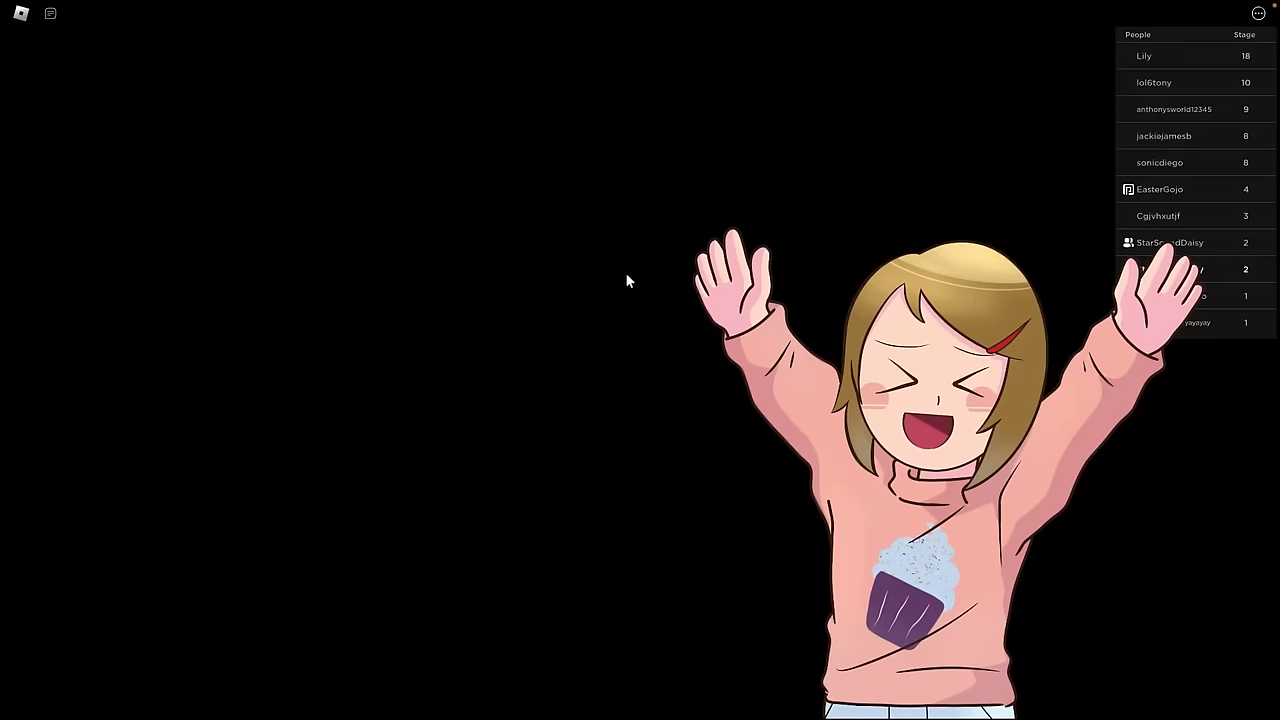 People Stage
Lily 18
lol6tony 10
anthonysworld12345 9
jackiejamesb 8
sonicdiego 8
EasterGojo 4
Cgjvhxutjf 3
2
2
1
1